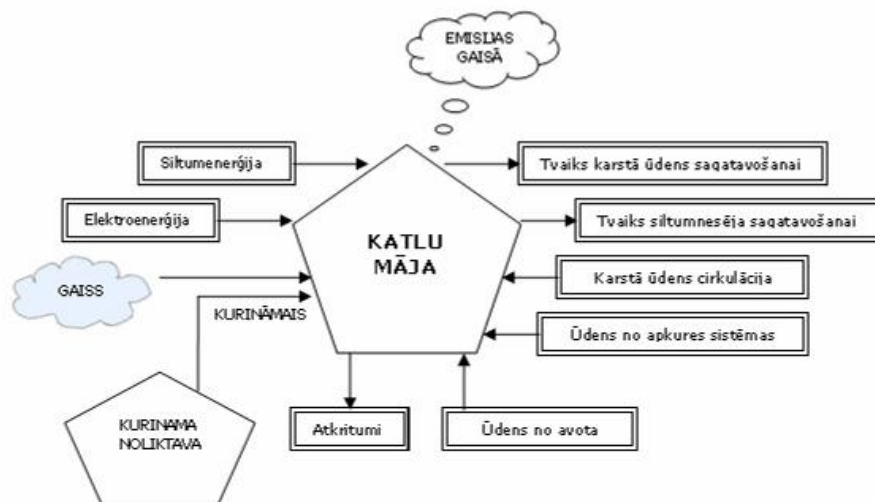 EMISIJAS
GAISĀ
Siltumenerģija
Tvaiks karstā ūdens sagatavošanai
Elektroenerģija
Tvaiks siltumnesēja sagatavošanai
KATLU
MĀJA
GAISS
Karstā ūdens cirkulācija
KURINĀMAIS
Ūdens no apkures sistēmas
KURINAMA
NOLIKTAVA
Atkritumi
Ūdens no avota